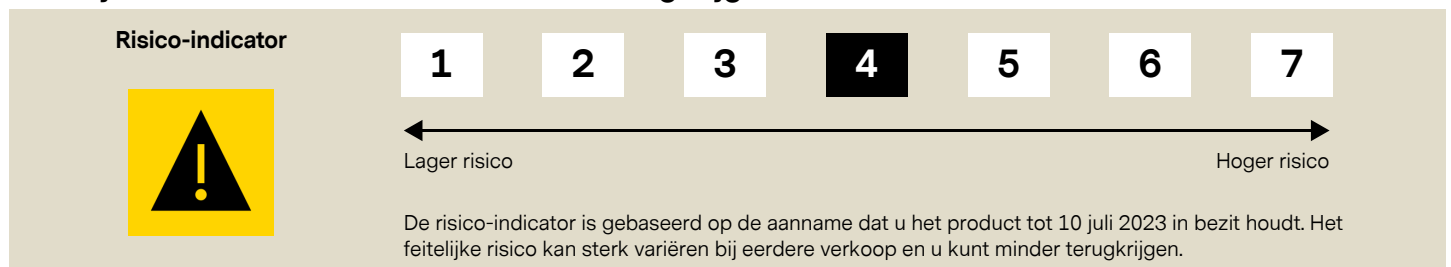 Risico-indicator
1 2 3 4 5 6 7
Lager risico Hoger risico
De risico-indicator is gebaseerd op de aanname dat u het product tot 10 juli 2023 in bezit houdt. Het
feitelijke risico kan sterk variëren bij eerdere verkoop en u kunt minder terugkrijgen.